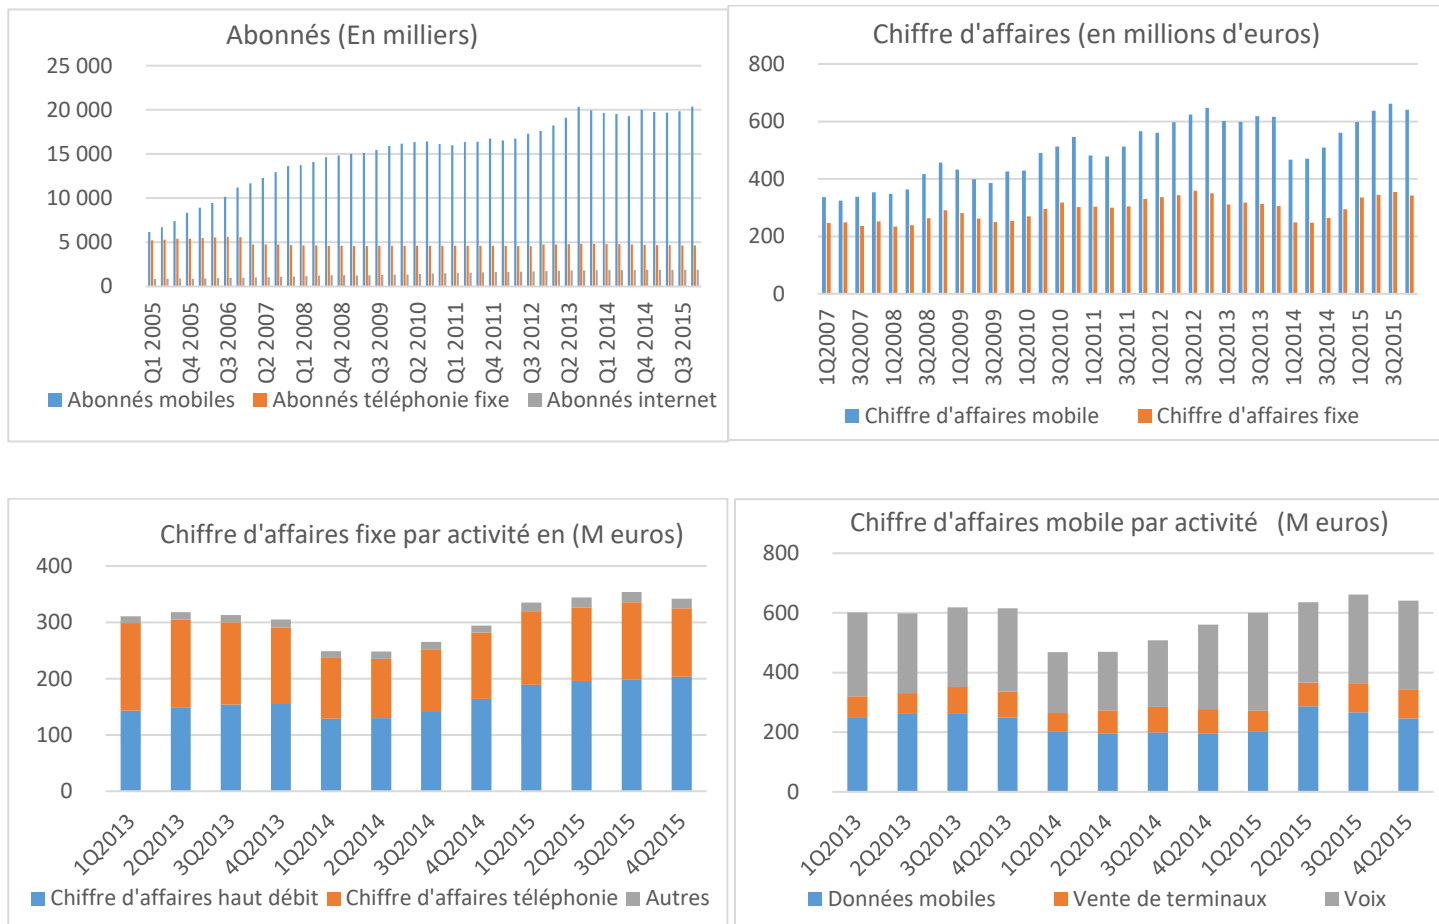 Abonnés (En milliers)
25 000
20 000
15 000
10 000
5 000
0
Q1 2005
Q4 2005
Q3 2006
Q2 2007
Q1 2008
Q4 2008
Q3 2009
Q2 2010
Q1 2011
Q4 2011
Q3 2012
Q2 2013
Q1 2014
Q4 2014
Q3 2015
Abonnés mobiles Abonnés téléphonie fixe Abonnés internet
Chiffre d'affaires (en millions d'euros)
800
600
400
200
0
1Q2007
3Q2007
1Q2008
3Q2008
1Q2009
3Q2009
1Q2010
3Q2010
1Q2011
3Q2011
1Q2012
3Q2012
1Q2013
3Q2013
1Q2014
3Q2014
1Q2015
3Q2015
Chiffre d'affaires mobile Chiffre d'affaires fixe
Chiffre d'affaires fixe par activité en (M euros)
400
300
200
100
0
1Q2013
2Q2013
3Q2013
4Q2013
1Q2014
2Q2014
3Q2014
4Q2014
1Q2015
2Q2015
3Q2015
4Q2015
Chiffre d'affaires haut débit Chiffre d'affaires téléphonie Autres
Chiffre d'affaires mobile par activité (M euros)
800
600
400
200
0
1Q2013
2Q2013
3Q2013
4Q2013
1Q2014
2Q2014
3Q2014
4Q2014
1Q2015
2Q2015
3Q2015
4Q2015
Données mobiles Vente de terminaux Voix